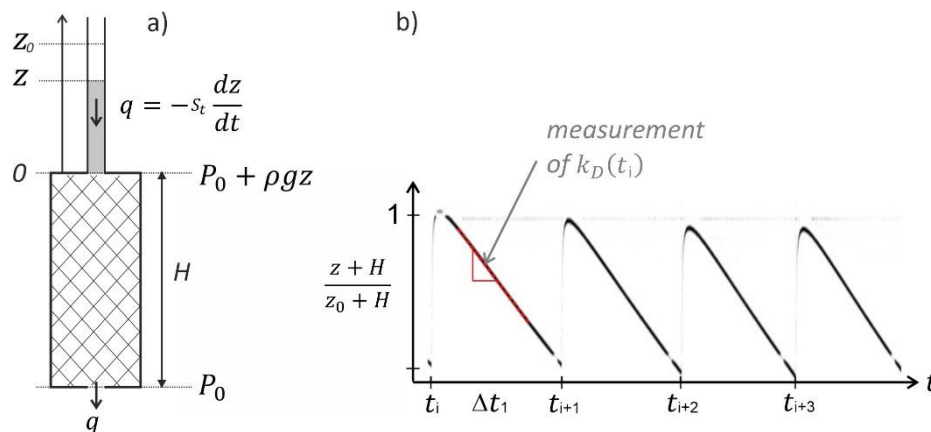 a)
z₀
z
q = -Sₜ dz/dt
0
P₀ + ρgz
H
P₀
q
b)
measurement
of k_D(tᵢ)
1
z + H
z₀ + H
tᵢ
Δt₁
tᵢ₊₁
tᵢ₊₂
tᵢ₊₃
t